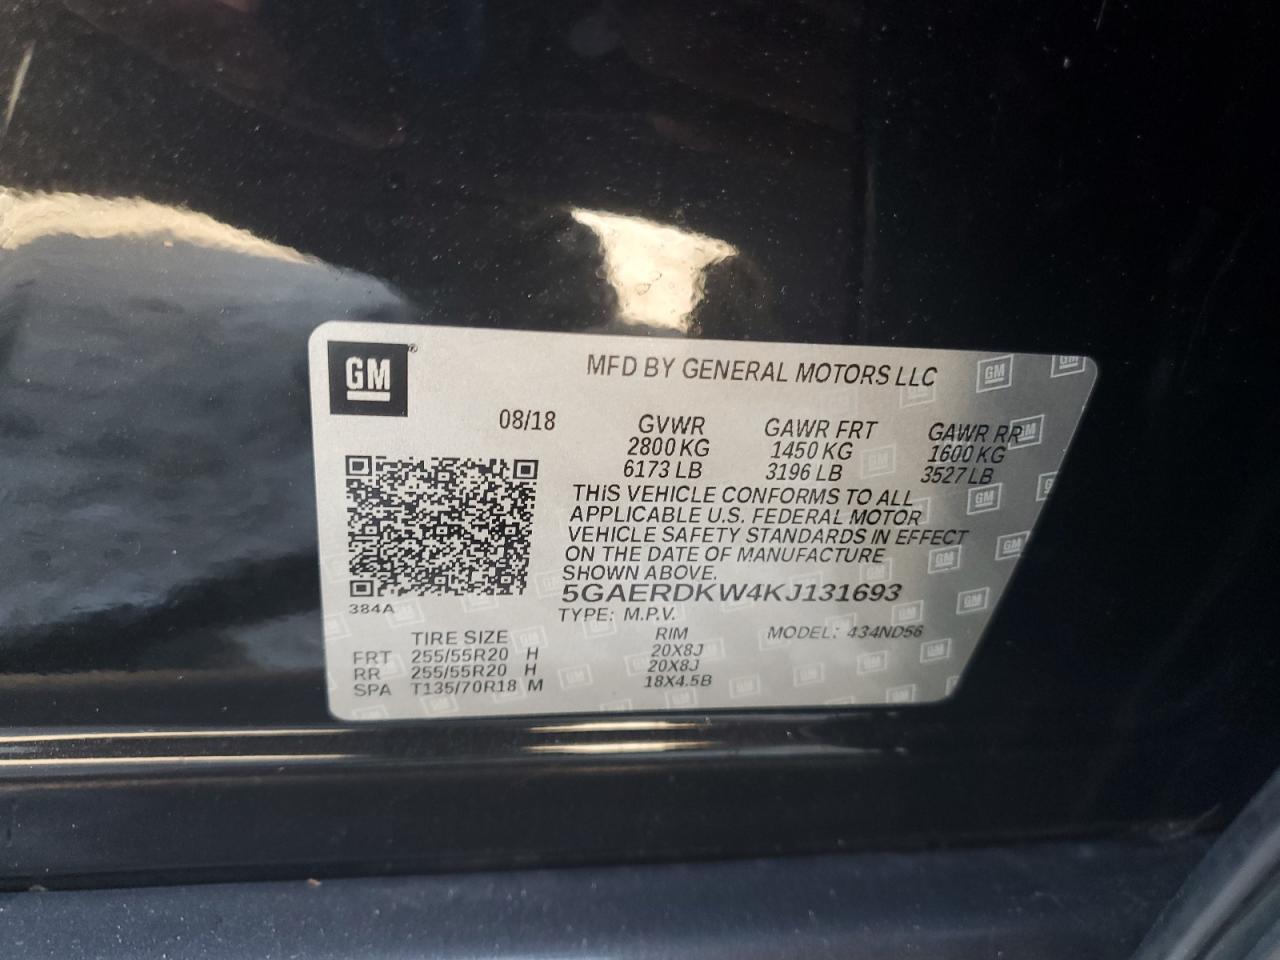 GM
MFD BY GENERAL MOTORS LLC
08/18 GVWR GAWR FRT GAWR RR
2800 KG 1450 KG 1600 KG
6173 LB 3196 LB 3527 LB
THIS VEHICLE CONFORMS TO ALL
APPLICABLE U.S. FEDERAL MOTOR
VEHICLE SAFETY STANDARDS IN EFFECT
ON THE DATE OF MANUFACTURE
SHOWN ABOVE.
5GAERDKW4KJ131693
384A
TYPE: M.P.V.
TIRE SIZE RIM MODEL: 434ND56
FRT 255/55R20 H 20X8J
RR 255/55R20 H 20X8J
SPA T135/70R18 M 18X4.5B